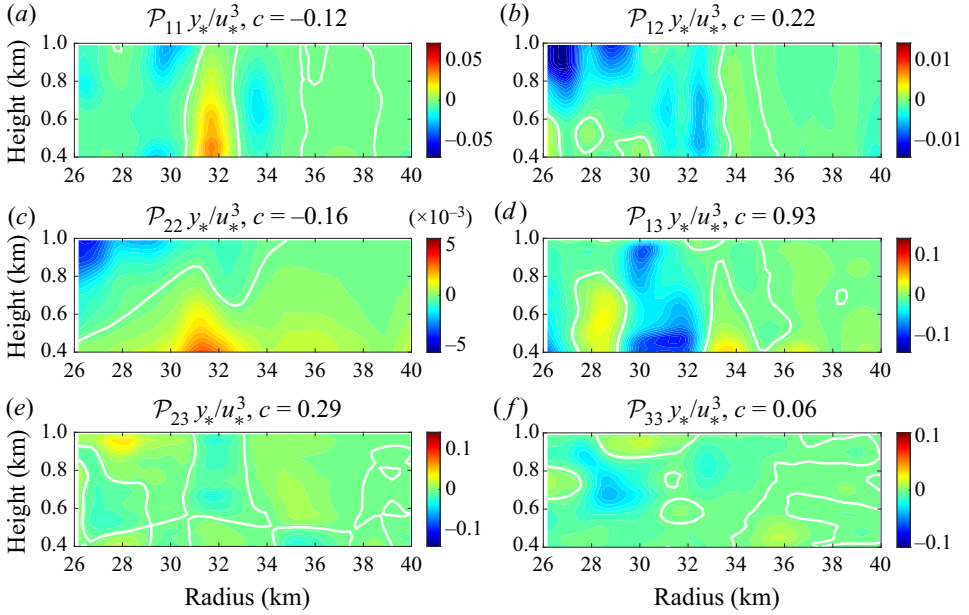 (a) 𝒫₁₁ y*/u*³, c = –0.12
Height (km)
1.0
0.8
0.6
0.4
26 28 30 32 34 36 38 40
0.05
0
–0.05
(b) 𝒫₁₂ y*/u*³, c = 0.22
1.0
0.8
0.6
0.4
26 28 30 32 34 36 38 40
0.01
0
–0.01
(c) 𝒫₂₂ y*/u*³, c = –0.16 (×10⁻³)
Height (km)
1.0
0.8
0.6
0.4
26 28 30 32 34 36 38 40
5
0
–5
(d) 𝒫₁₃ y*/u*³, c = 0.93
1.0
0.8
0.6
0.4
26 28 30 32 34 36 38 40
0.1
0
–0.1
(e) 𝒫₂₃ y*/u*³, c = 0.29
Height (km)
1.0
0.8
0.6
0.4
26 28 30 32 34 36 38 40
Radius (km)
0.1
0
–0.1
(f) 𝒫₃₃ y*/u*³, c = 0.06
1.0
0.8
0.6
0.4
26 28 30 32 34 36 38 40
Radius (km)
0.1
0
–0.1